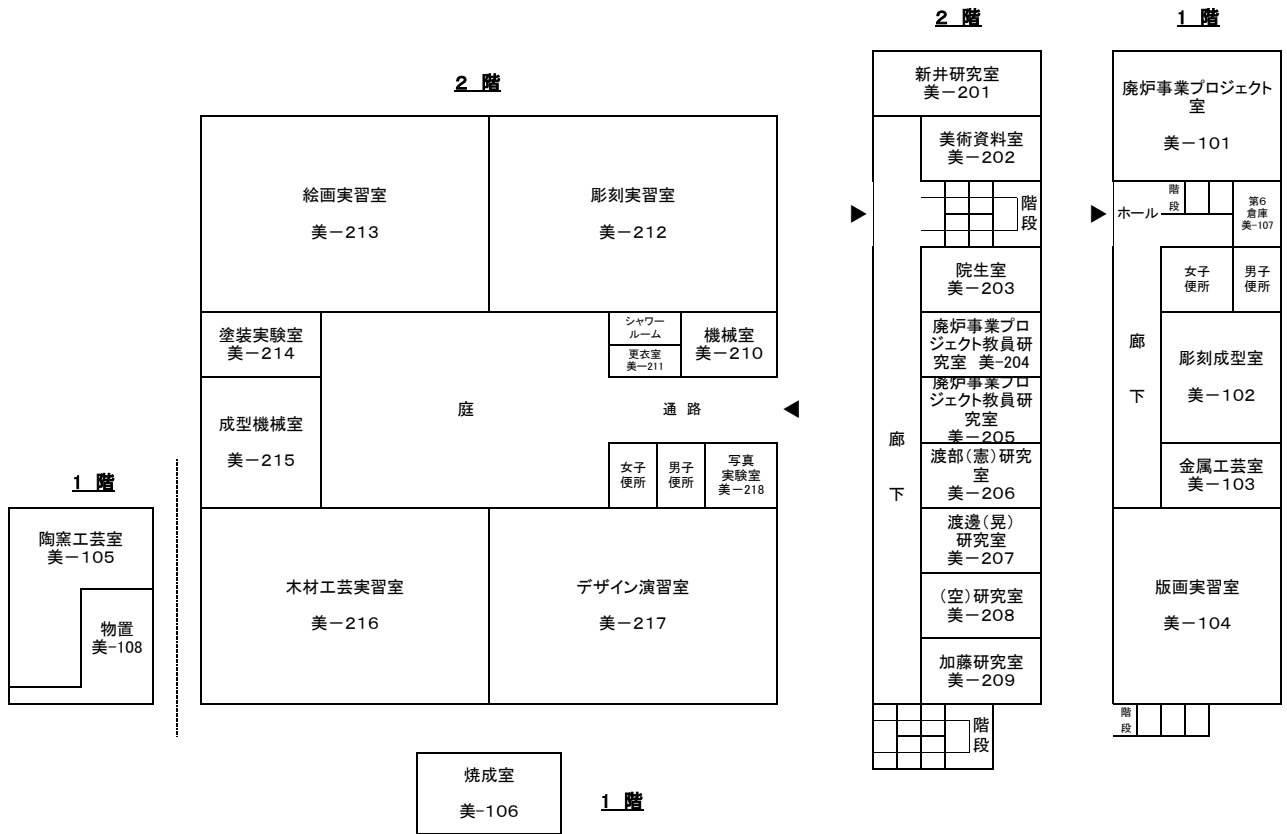 ２ 階
１ 階
２ 階
新井研究室
美－201
美術資料室
美－202
階
段
院生室
美－203
廃炉事業プロ
ジェクト教員研
究室 美-204
廃炉事業プロ
ジェクト教員研
究室
美－205
渡部(憲)研究
室
美－206
渡邊(晃)
研究室
美－207
(空)研究室
美－208
加藤研究室
美－209
階
段
廊
下
廃炉事業プロジェクト
室
美－101
ホール
階
段
第6
倉庫
美-107
女子
便所
男子
便所
廊
下
彫刻成型室
美－102
金属工芸室
美－103
版画実習室
美－104
階
段
絵画実習室
美－213
彫刻実習室
美－212
塗装実験室
美－214
シャワー
ルーム
更衣室
美－211
機械室
美－210
成型機械室
美－215
庭
通 路
女子
便所
男子
便所
写真
実験室
美－218
木材工芸実習室
美－216
デザイン演習室
美－217
１ 階
陶窯工芸室
美－105
物置
美-108
焼成室
美-106
１ 階